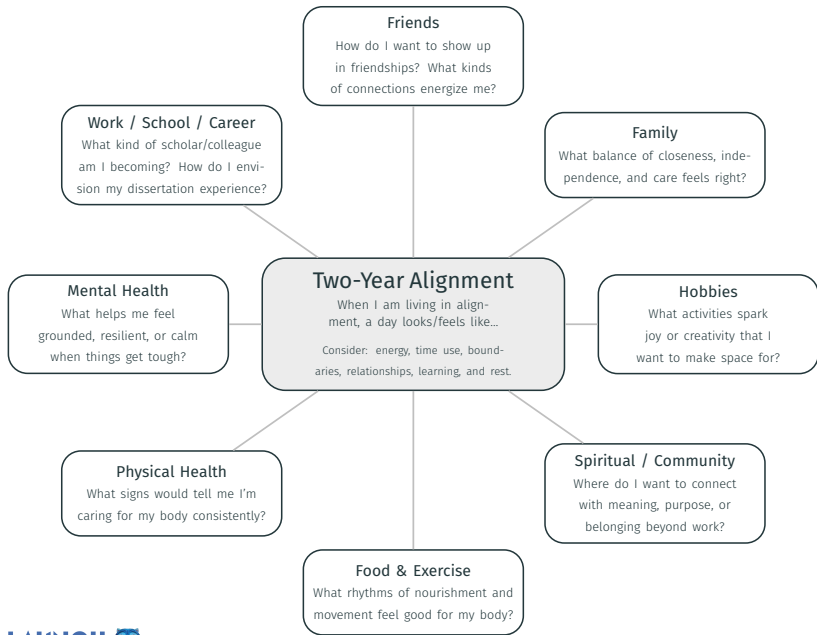 Friends
How do I want to show up
in friendships? What kinds
of connections energize me?
Work / School / Career
What kind of scholar/colleague
am I becoming? How do I envi-
sion my dissertation experience?
Family
What balance of closeness, inde-
pendence, and care feels right?
Two-Year Alignment
When I am living in align-
ment, a day looks/feels like...
Consider: energy, time use, bound-
aries, relationships, learning, and rest.
Mental Health
What helps me feel
grounded, resilient, or calm
when things get tough?
Hobbies
What activities spark
joy or creativity that I
want to make space for?
Physical Health
What signs would tell me I'm
caring for my body consistently?
Spiritual / Community
Where do I want to connect
with meaning, purpose, or
belonging beyond work?
Food & Exercise
What rhythms of nourishment and
movement feel good for my body?